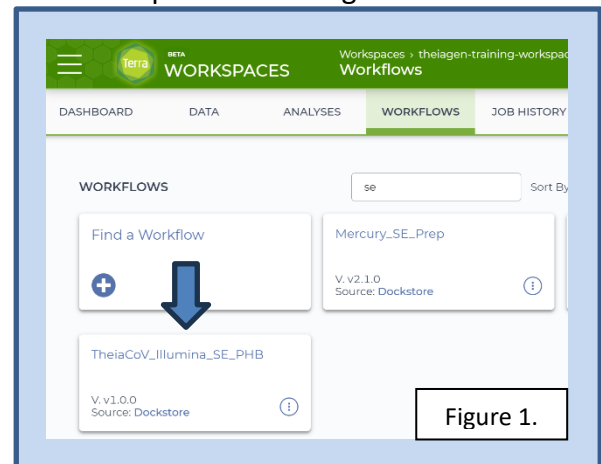 Terra
BETA
WORKSPACES
Workspaces › theiagen-training-workspac
Workflows
DASHBOARD DATA ANALYSES WORKFLOWS JOB HISTORY
WORKFLOWS
se
Sort By
Find a Workflow
Mercury_SE_Prep
V. v2.1.0
Source: Dockstore
TheiaCoV_Illumina_SE_PHB
V. v1.0.0
Source: Dockstore
Figure 1.